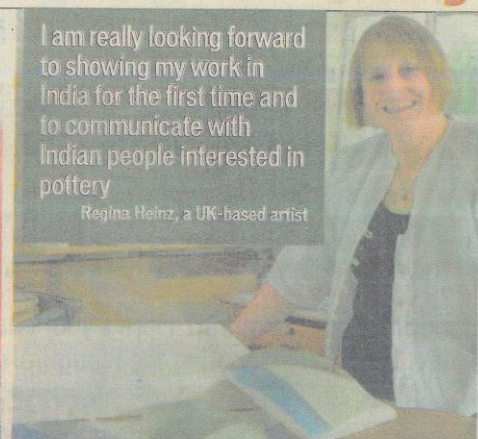 I am really looking forward
to showing my work in
India for the first time and
to communicate with
Indian people interested in
pottery
Regina Heinz, a UK-based artist